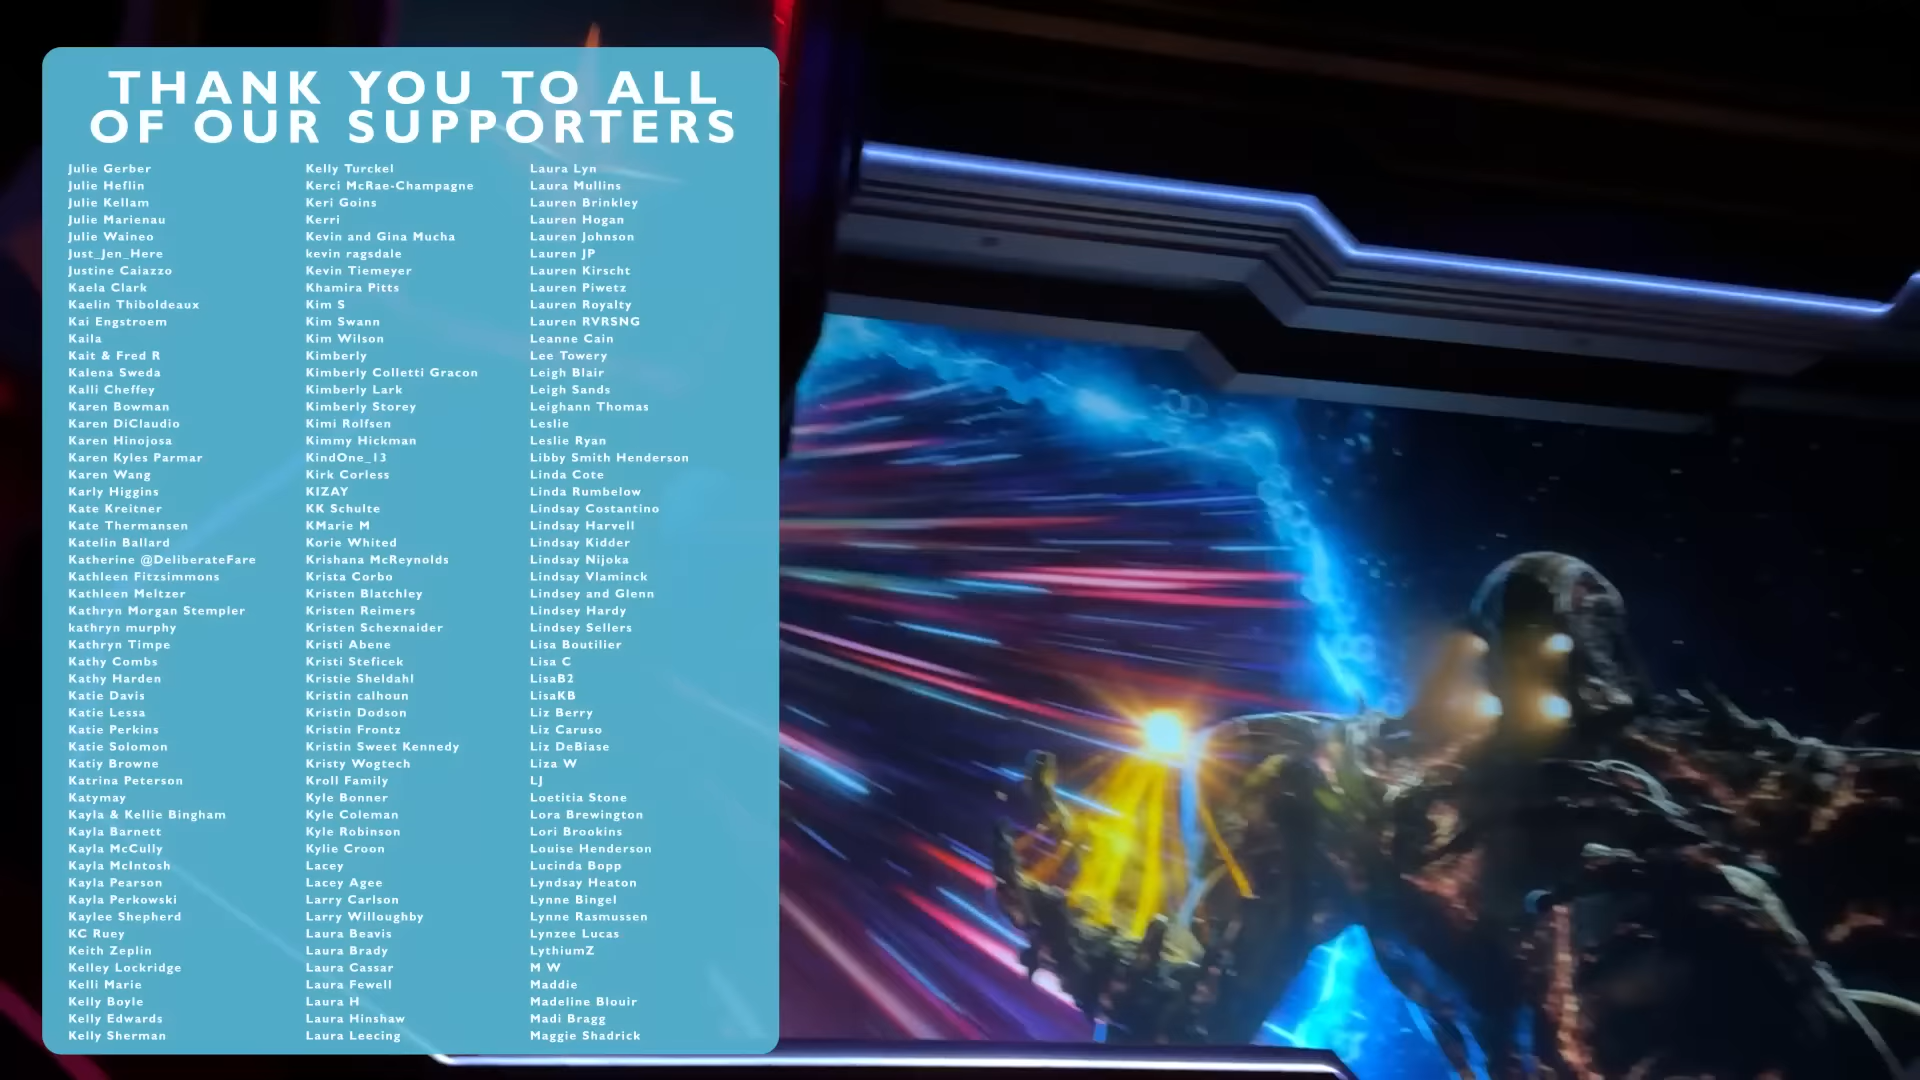 THANK YOU TO ALL
OF OUR SUPPORTERS
Julie Gerber
Julie Heflin
Julie Kellam
Julie Marienau
Julie Waineo
Just_Jen_Here
Justine Caiazzo
Kaela Clark
Kaelin Thiboldeaux
Kai Engstroem
Kaila
Kait & Fred R
Kalena Sweda
Kalli Cheffey
Karen Bowman
Karen DiClaudio
Karen Hinojosa
Karen Kyles Parmar
Karen Wang
Karly Higgins
Kate Kreitner
Kate Thermansen
Katelin Ballard
Katherine @DeliberateFare
Kathleen Fitzsimmons
Kathleen Meltzer
Kathryn Morgan Stempler
kathryn murphy
Kathryn Timpe
Kathy Combs
Kathy Harden
Katie Davis
Katie Lessa
Katie Perkins
Katie Solomon
Katiy Browne
Katrina Peterson
Katymay
Kayla & Kellie Bingham
Kayla Barnett
Kayla McCully
Kayla McIntosh
Kayla Pearson
Kayla Perkowski
Kaylee Shepherd
KC Ruey
Keith Zeplin
Kelley Lockridge
Kelli Marie
Kelly Boyle
Kelly Edwards
Kelly Sherman
Kelly Turckel
Kerci McRae-Champagne
Keri Goins
Kerri
Kevin and Gina Mucha
kevin ragsdale
Kevin Tiemeyer
Khamira Pitts
Kim S
Kim Swann
Kim Wilson
Kimberly
Kimberly Colletti Gracon
Kimberly Lark
Kimberly Storey
Kimi Rolfsen
Kimmy Hickman
KindOne_13
Kirk Corless
KIZAY
KK Schulte
KMarie M
Korie Whited
Krishana McReynolds
Krista Corbo
Kristen Blatchley
Kristen Reimers
Kristen Schexnaider
Kristi Abene
Kristi Steficek
Kristie Sheldahl
Kristin calhoun
Kristin Dodson
Kristin Frontz
Kristin Sweet Kennedy
Kristy Wogtech
Kroll Family
Kyle Bonner
Kyle Coleman
Kyle Robinson
Kylie Croon
Lacey
Lacey Agee
Larry Carlson
Larry Willoughby
Laura Beavis
Laura Brady
Laura Cassar
Laura Fewell
Laura H
Laura Hinshaw
Laura Leecing
Laura Lyn
Laura Mullins
Lauren Brinkley
Lauren Hogan
Lauren Johnson
Lauren JP
Lauren Kirscht
Lauren Piwetz
Lauren Royalty
Lauren RVRSNG
Leanne Cain
Lee Towery
Leigh Blair
Leigh Sands
Leighann Thomas
Leslie
Leslie Ryan
Libby Smith Henderson
Linda Cote
Linda Rumbelow
Lindsay Costantino
Lindsay Harvell
Lindsay Kidder
Lindsay Nijoka
Lindsay Vlaminck
Lindsey and Glenn
Lindsey Hardy
Lindsey Sellers
Lisa Boutilier
Lisa C
LisaB2
LisaKB
Liz Berry
Liz Caruso
Liz DeBiase
Liza W
LJ
Loetitia Stone
Lora Brewington
Lori Brookins
Louise Henderson
Lucinda Bopp
Lyndsay Heaton
Lynne Bingel
Lynne Rasmussen
Lynzee Lucas
LythiumZ
M W
Maddie
Madeline Blouir
Madi Bragg
Maggie Shadrick